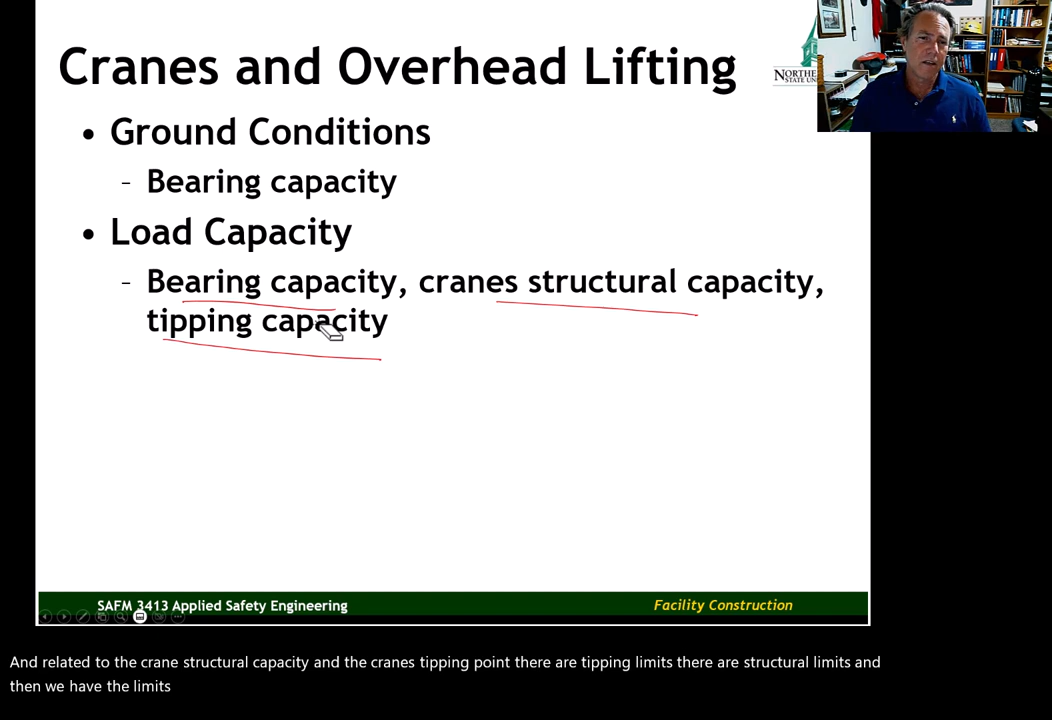 Cranes and Overhead Lifting
• Ground Conditions
- Bearing capacity
• Load Capacity
- Bearing capacity, cranes structural capacity,
tipping capacity
SAFM 3413 Applied Safety Engineering
Facility Construction
And related to the crane structural capacity and the cranes tipping point there are tipping limits there are structural limits and
then we have the limits